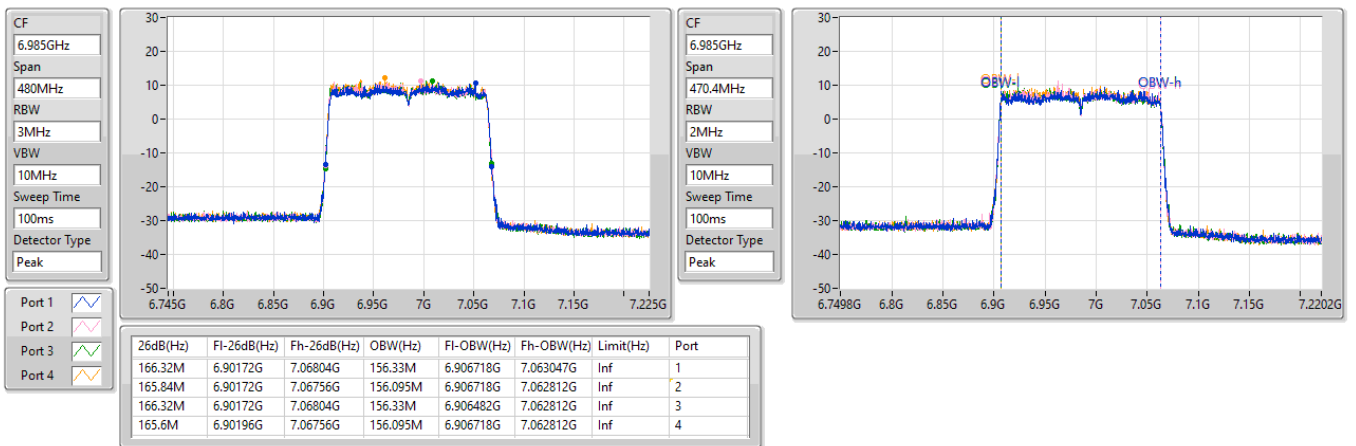 CF
6.985GHz
Span
480MHz
RBW
3MHz
VBW
10MHz
Sweep Time
100ms
Detector Type
Peak
30
20
10
0
-10
-20
-30
-40
-50
6.745G 6.8G 6.85G 6.9G 6.95G 7G 7.05G 7.1G 7.15G 7.225G
CF
6.985GHz
Span
470.4MHz
RBW
2MHz
VBW
10MHz
Sweep Time
100ms
Detector Type
Peak
30
20
10
0
-10
-20
-30
-40
-50
OBW-l OBW-h
6.7498G 6.8G 6.85G 6.9G 6.95G 7G 7.05G 7.1G 7.15G 7.2202G
Port 1
Port 2
Port 3
Port 4
26dB(Hz) Fl-26dB(Hz) Fh-26dB(Hz) OBW(Hz) Fl-OBW(Hz) Fh-OBW(Hz) Limit(Hz) Port
166.32M 6.90172G 7.06804G 156.33M 6.906718G 7.063047G Inf 1
165.84M 6.90172G 7.06756G 156.095M 6.906718G 7.062812G Inf 2
166.32M 6.90172G 7.06804G 156.33M 6.906482G 7.062812G Inf 3
165.6M 6.90196G 7.06756G 156.095M 6.906718G 7.062812G Inf 4